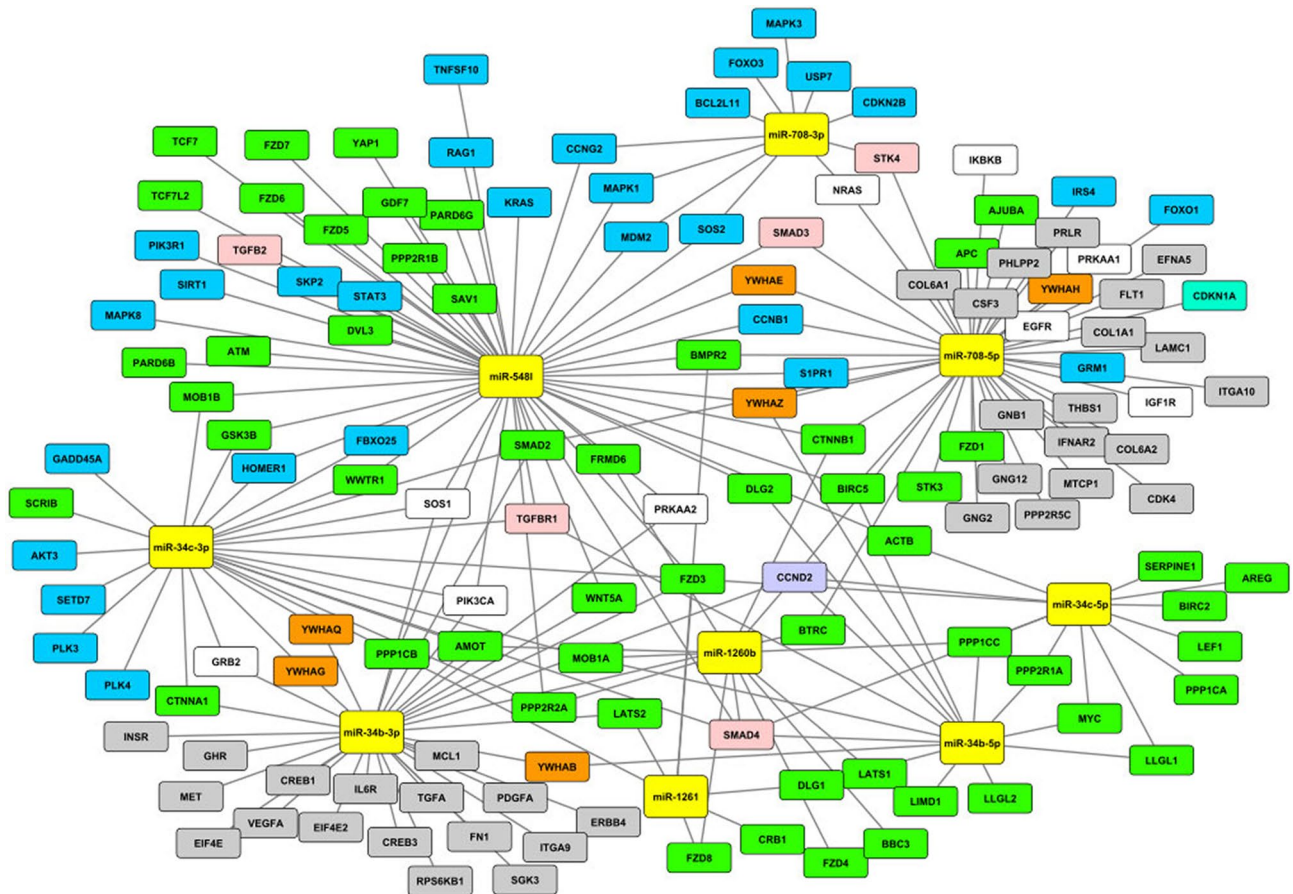 MAPK3
TNFSF10
FOXO3
USP7
BCL2L11
CDKN2B
miR-708-3p
TCF7
FZD7
YAP1
RAG1
CCNG2
STK4
IKBKB
NRAS
MAPK1
IRS4
FOXO1
TCF7L2
FZD6
GDF7
PARD6G
KRAS
AJUBA
FZD5
SOS2
SMAD3
MDM2
PRLR
PIK3R1
TGFB2
PPP2R1B
APC
PHLPP2
PRKAA1
EFNA5
SIRT1
SKP2
STAT3
SAV1
YWHAE
COL6A1
CSF3
YWHAH
FLT1
CDKN1A
MAPK8
DVL3
CCNB1
EGFR
COL1A1
LAMC1
PARD6B
ATM
BMPR2
miR-708-5p
miR-548l
S1PR1
GRM1
ITGA10
MOB1B
YWHAZ
IGF1R
GNB1
THBS1
GSK3B
FBXO25
SMAD2
CTNNB1
FZD1
IFNAR2
COL6A2
GADD45A
HOMER1
FRMD6
WWTR1
DLG2
BIRC5
STK3
GNG12
MTCP1
CDK4
SCRIB
SOS1
PRKAA2
GNG2
PPP2R5C
TGFBR1
ACTB
AKT3
miR-34c-3p
SERPINE1
AREG
CCND2
FZD3
SETD7
PIK3CA
WNT5A
miR-34c-5p
BIRC2
PLK3
YWHAQ
BTRC
LEF1
GRB2
PPP1CB
AMOT
MOB1A
miR-1260b
PPP1CC
PLK4
YWHAG
PPP2R1A
PPP1CA
CTNNA1
PPP2R2A
LATS2
MYC
INSR
miR-34b-3p
SMAD4
miR-34b-5p
GHR
MCL1
YWHAB
LLGL1
MET
CREB1
IL6R
TGFA
PDGFA
miR-1261
DLG1
LATS1
LIMD1
LLGL2
VEGFA
EIF4E2
ERBB4
EIF4E
CREB3
FN1
ITGA9
CRB1
BBC3
FZD8
FZD4
RPS6KB1
SGK3